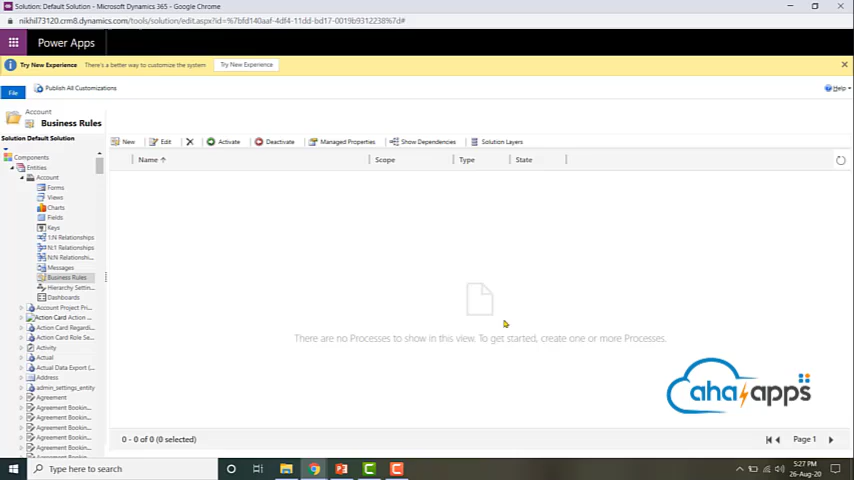 Solution: Default Solution - Microsoft Dynamics 365 - Google Chrome
nikhil73120.crm8.dynamics.com/tools/solution/edit.aspx?id=%7bfd140aaf-4df4-11dd-bd17-0019b9312238%7d#
Power Apps
Try New Experience There's a better way to customize the system Try New Experience
File Publish All Customizations Help
Account
Business Rules
Solution Default Solution
New Edit Activate Deactivate Managed Properties Show Dependencies Solution Layers
Name Scope Type State
Components
Entities
Account
Forms
Views
Charts
Fields
Keys
1:N Relationships
N:1 Relationships
N:N Relationshi...
Messages
Business Rules
Hierarchy Settin...
Dashboards
Account Project Pri...
Action Card Action ...
Action Card Regardi...
Action Card Role Se...
Activity
Actual
Actual Data Export (...
Address
admin_settings_entity
Agreement
Agreement Bookin...
Agreement Bookin...
Agreement Bookin...
Agreement Bookin...
Agreement Bookin...
There are no Processes to show in this view. To get started, create one or more Processes.
aha apps
0 - 0 of 0 (0 selected) Page 1
Type here to search
5:27 PM
26-Aug-20